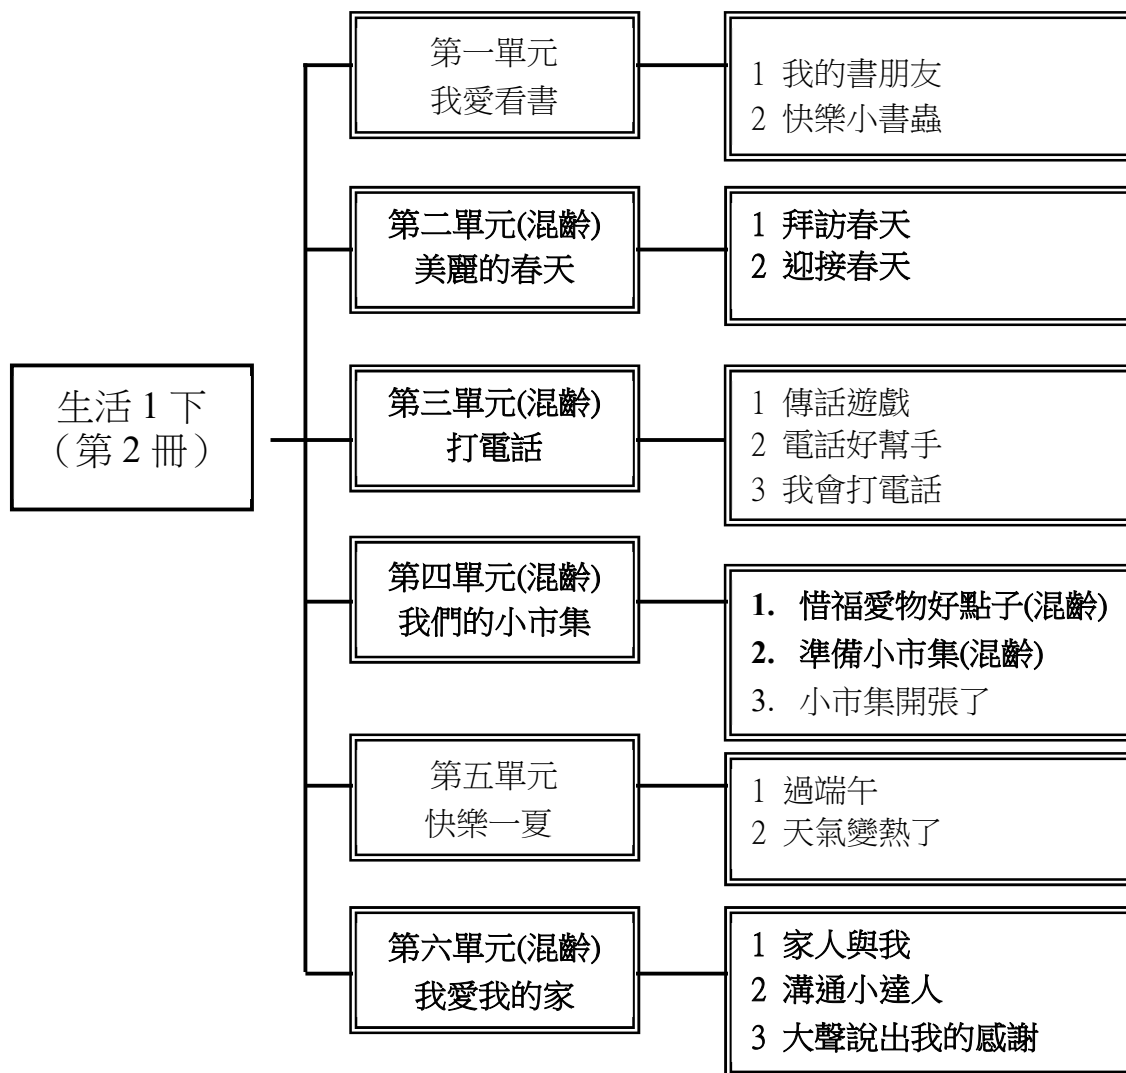 生活 1 下
（第 2 冊）
第一單元
我愛看書
1 我的書朋友
2 快樂小書蟲
第二單元(混齡)
美麗的春天
1 拜訪春天
2 迎接春天
第三單元(混齡)
打電話
1 傳話遊戲
2 電話好幫手
3 我會打電話
第四單元(混齡)
我們的小市集
1. 惜福愛物好點子(混齡)
2. 準備小市集(混齡)
3. 小市集開張了
第五單元
快樂一夏
1 過端午
2 天氣變熱了
第六單元(混齡)
我愛我的家
1 家人與我
2 溝通小達人
3 大聲說出我的感謝